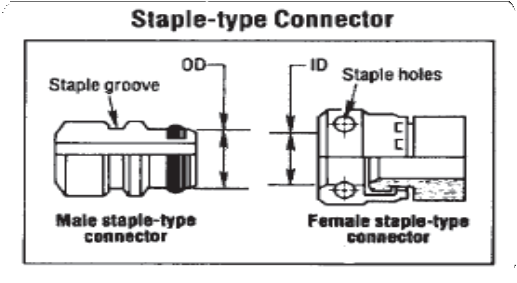 Staple-type Connector
OD
ID
Staple groove
Staple holes
Male staple-type
connector
Female staple-type
connector